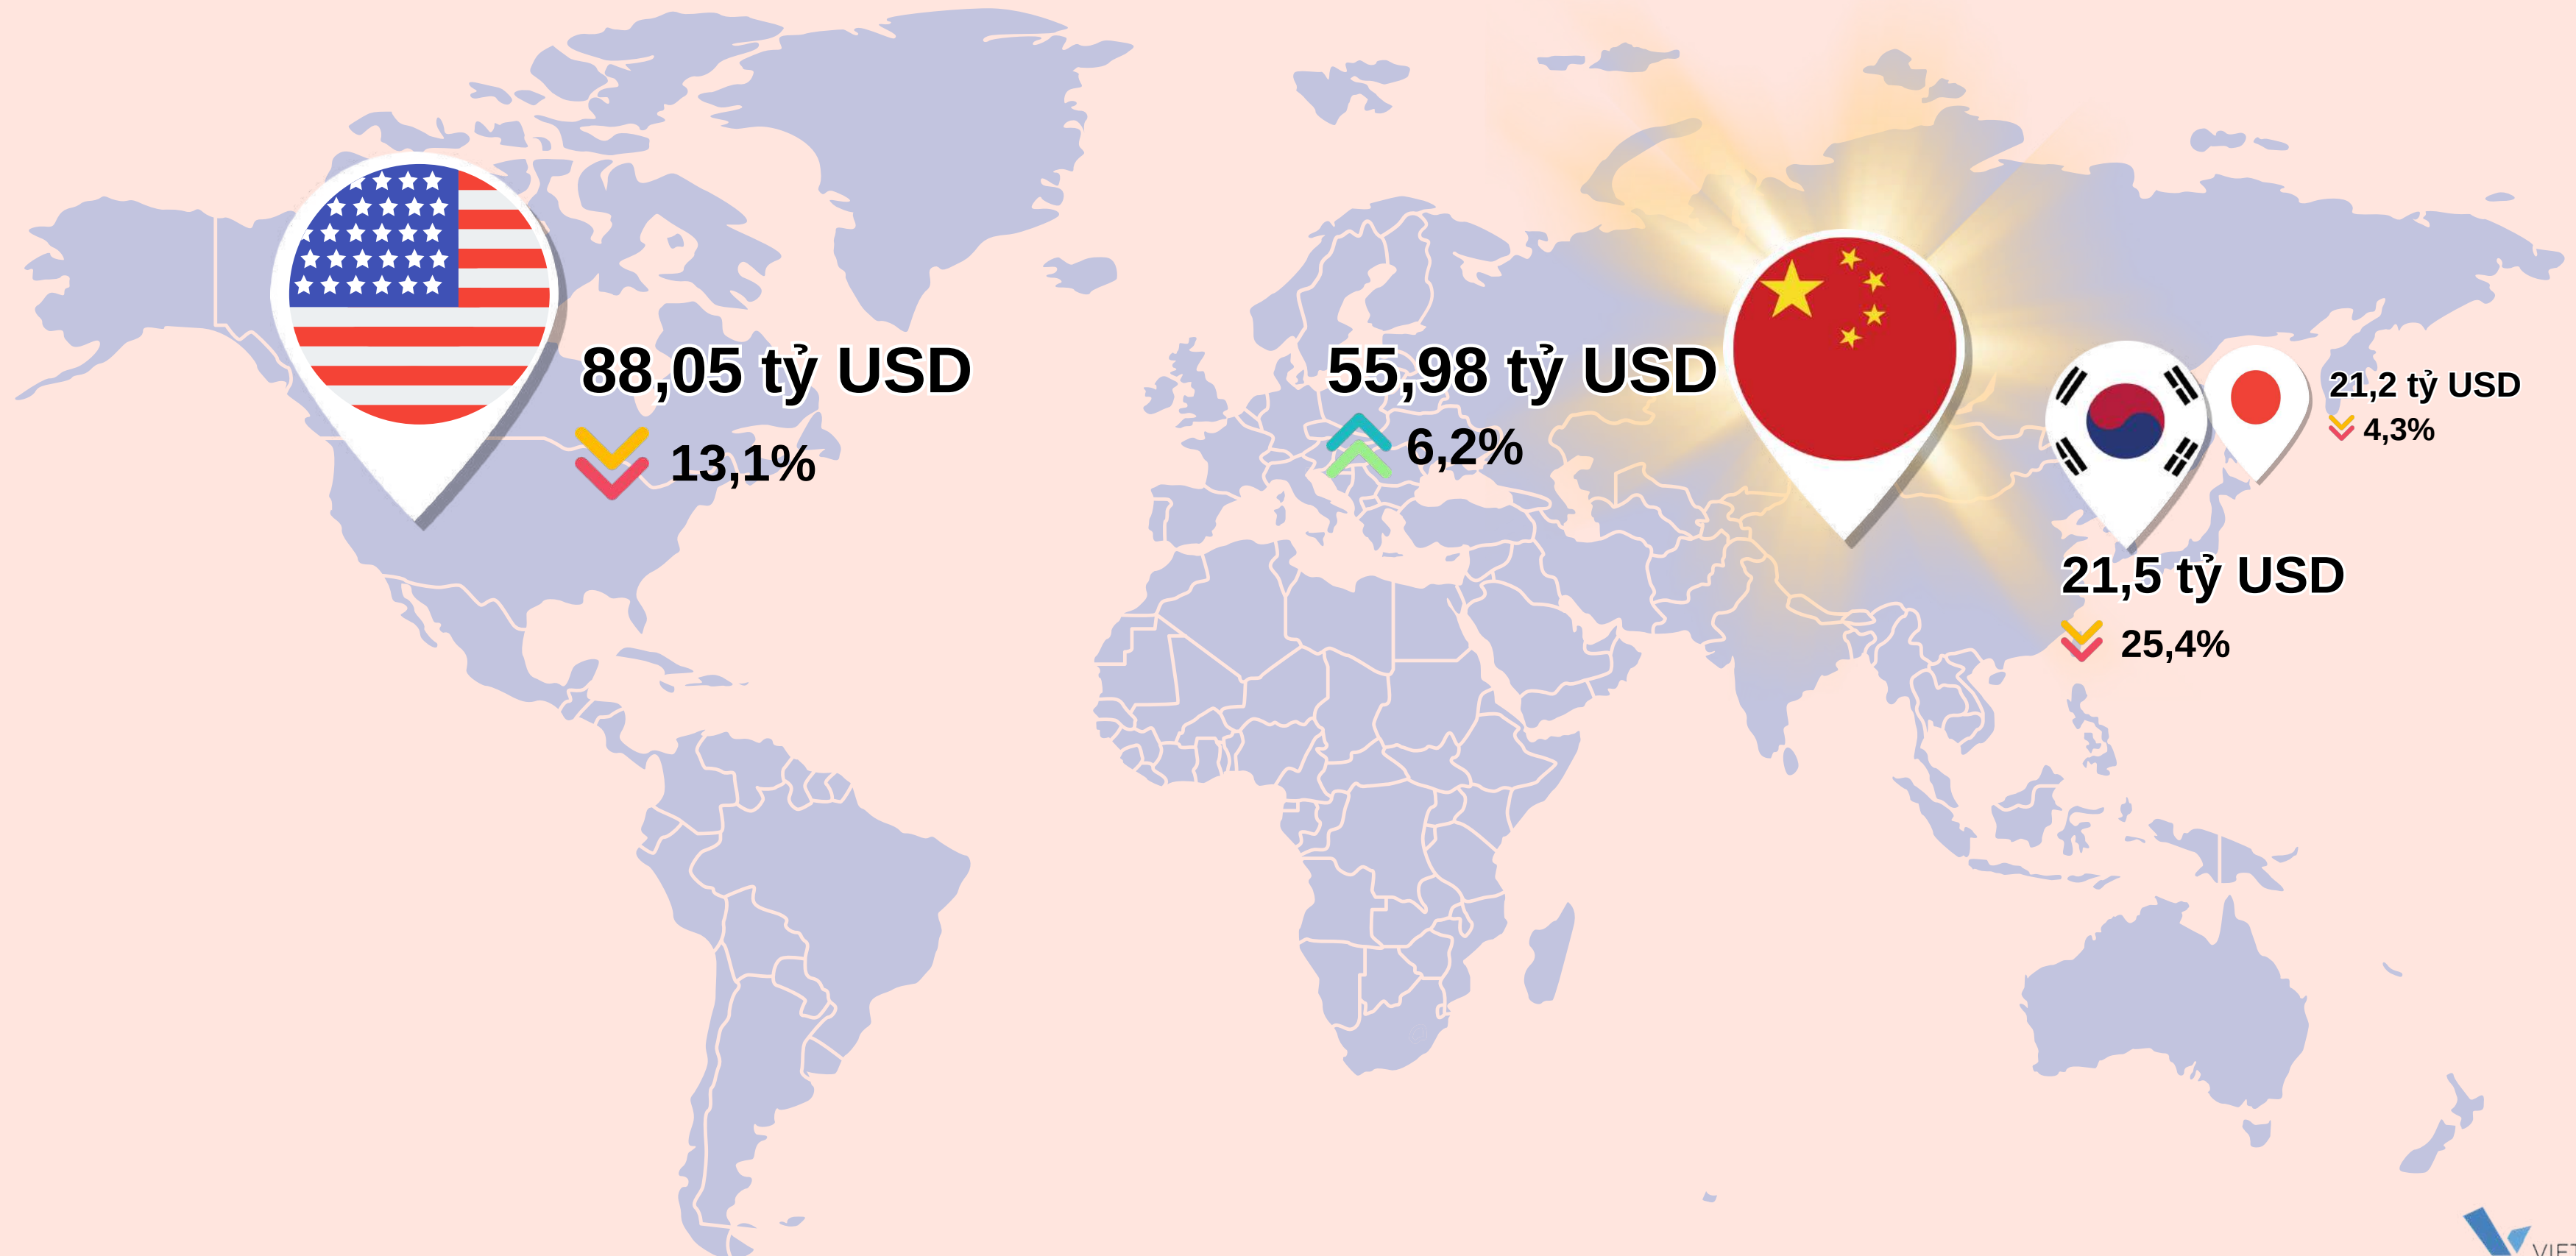 88,05 tỷ USD
13,1%
55,98 tỷ USD
6,2%
21,2 tỷ USD
4,3%
21,5 tỷ USD
25,4%